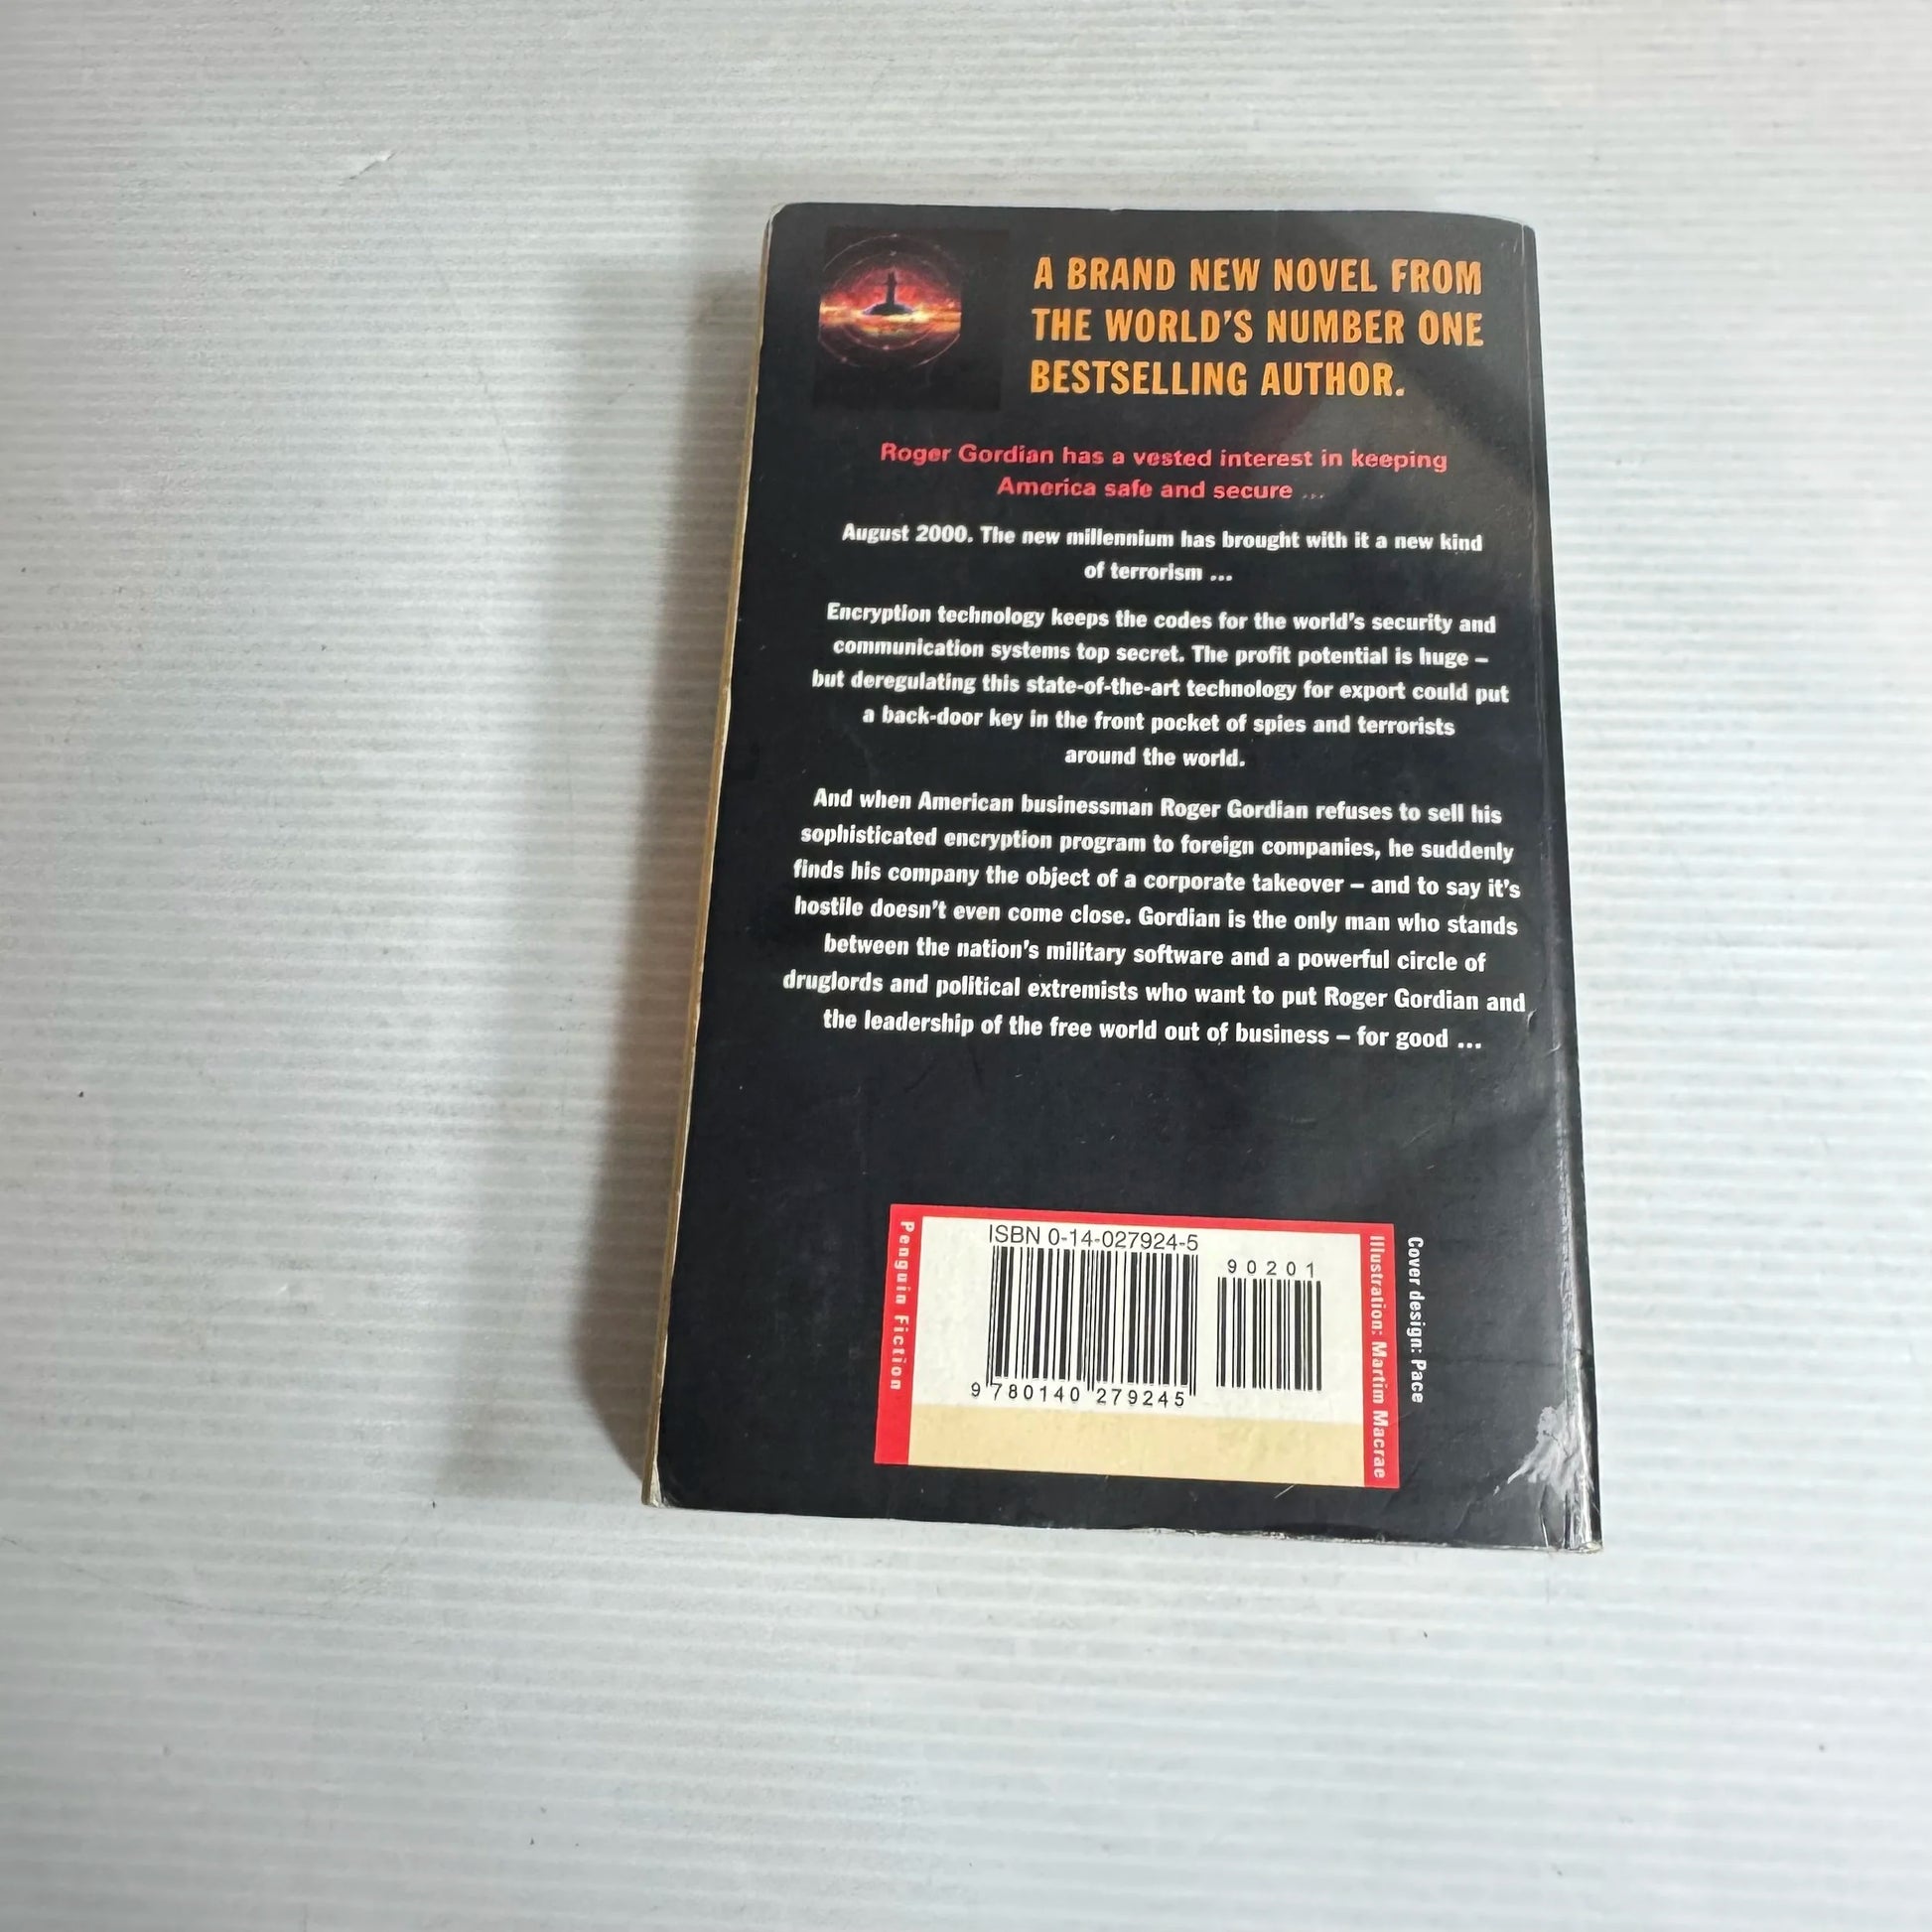 A BRAND NEW NOVEL FROM
THE WORLD'S NUMBER ONE
BESTSELLING AUTHOR.
Roger Gordian has a vested interest in keeping
America safe and secure ...
August 2000. The new millennium has brought with it a new kind
of terrorism ...
Encryption technology keeps the codes for the world's security and
communication systems top secret. The profit potential is huge –
but deregulating this state-of-the-art technology for export could put
a back-door key in the front pocket of spies and terrorists
around the world.
And when American businessman Roger Gordian refuses to sell his
sophisticated encryption program to foreign companies, he suddenly
finds his company the object of a corporate takeover – and to say it's
hostile doesn't even come close. Gordian is the only man who stands
between the nation's military software and a powerful circle of
druglords and political extremists who want to put Roger Gordian and
the leadership of the free world out of business – for good ...
Penguin Fiction
ISBN 0-14-027924-5
90201
9 780140 279245
Illustration: Martim Macrae
Cover design: Pace